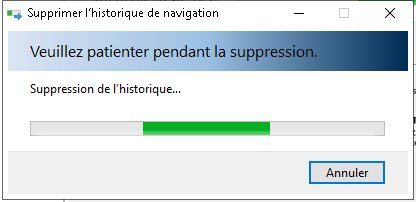 Supprimer l'historique de navigation
Veuillez patienter pendant la suppression.
Suppression de l'historique...
Annuler